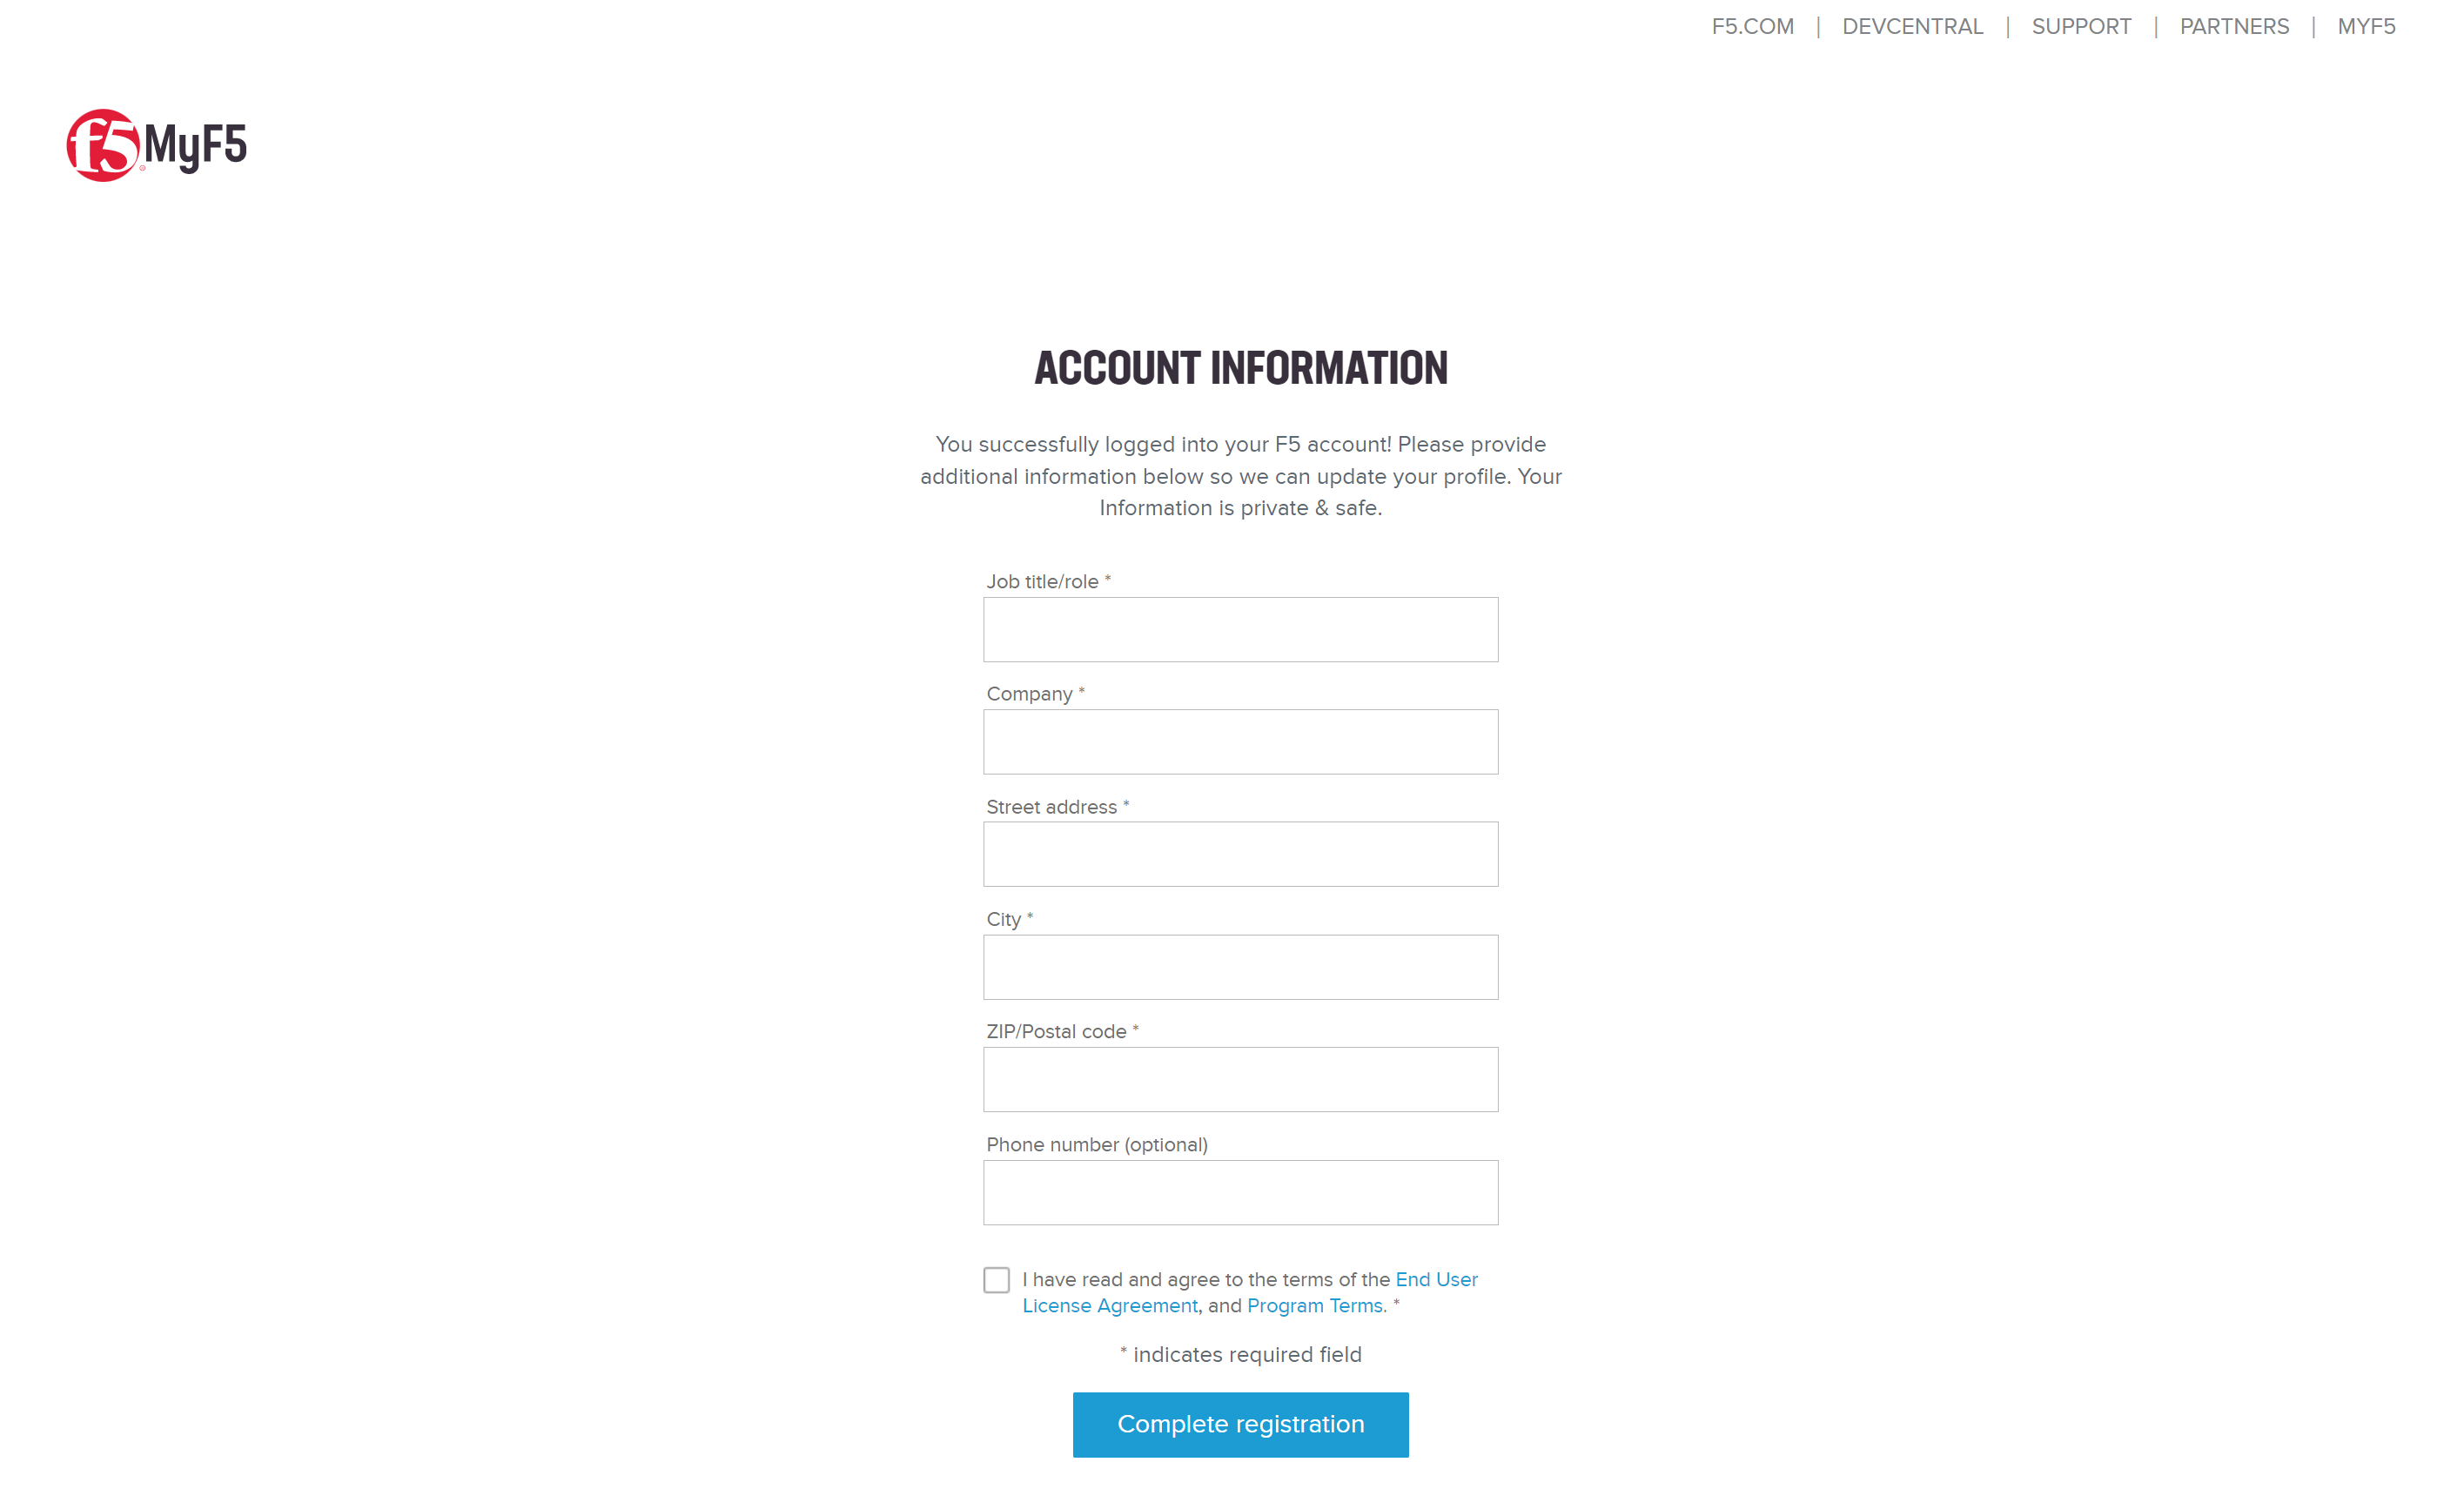 F5.COM | DEVCENTRAL | SUPPORT | PARTNERS | MYF5
f5® MyF5
ACCOUNT INFORMATION
You successfully logged into your F5 account! Please provide
additional information below so we can update your profile. Your
Information is private & safe.
Job title/role *
Company *
Street address *
City *
ZIP/Postal code *
Phone number (optional)
I have read and agree to the terms of the End User
License Agreement, and Program Terms. *
* indicates required field
Complete registration